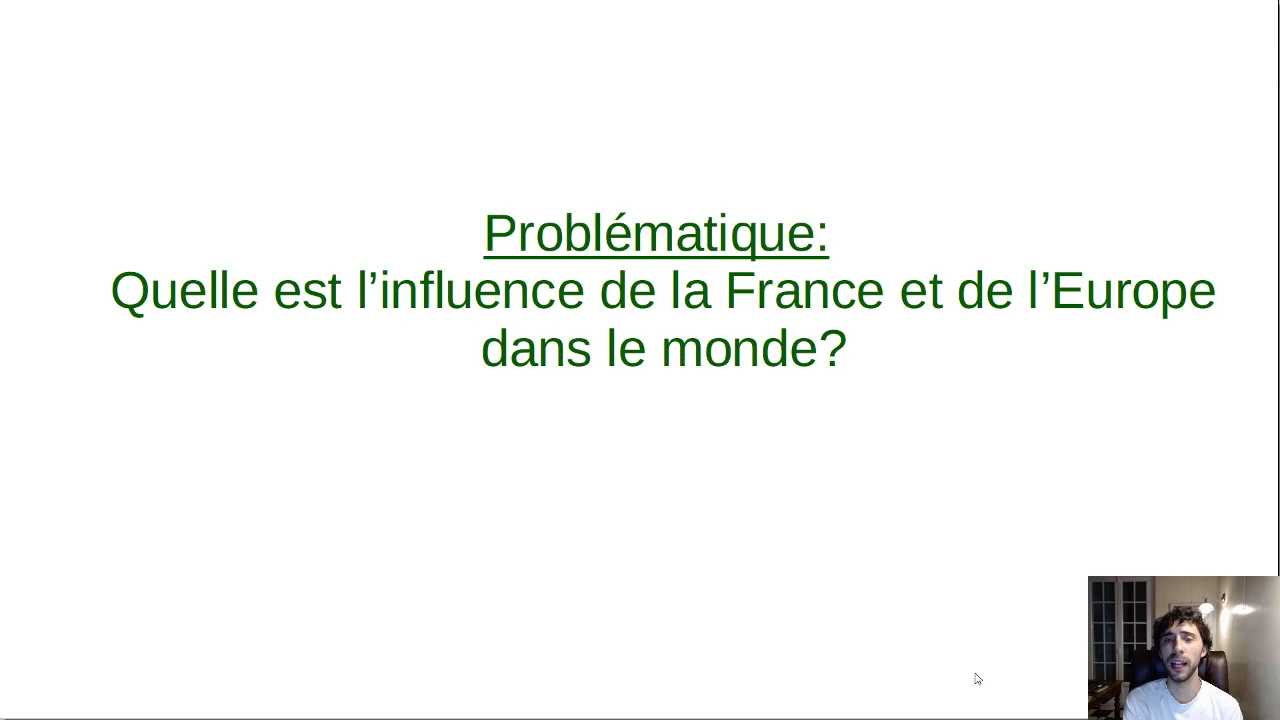 Problématique:
Quelle est l’influence de la France et de l’Europe
dans le monde?